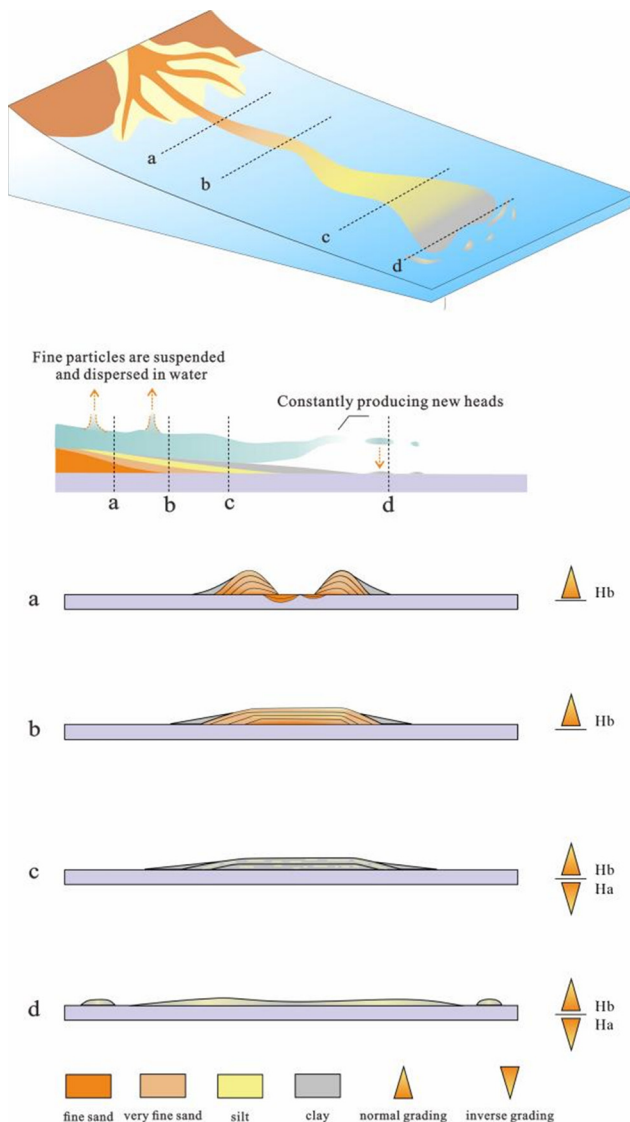 a
b
c
d
Fine particles are suspended
and dispersed in water
Constantly producing new heads
a
b
c
d
a
Hb
b
Hb
c
Hb
Ha
d
Hb
Ha
fine sand
very fine sand
silt
clay
normal grading
inverse grading